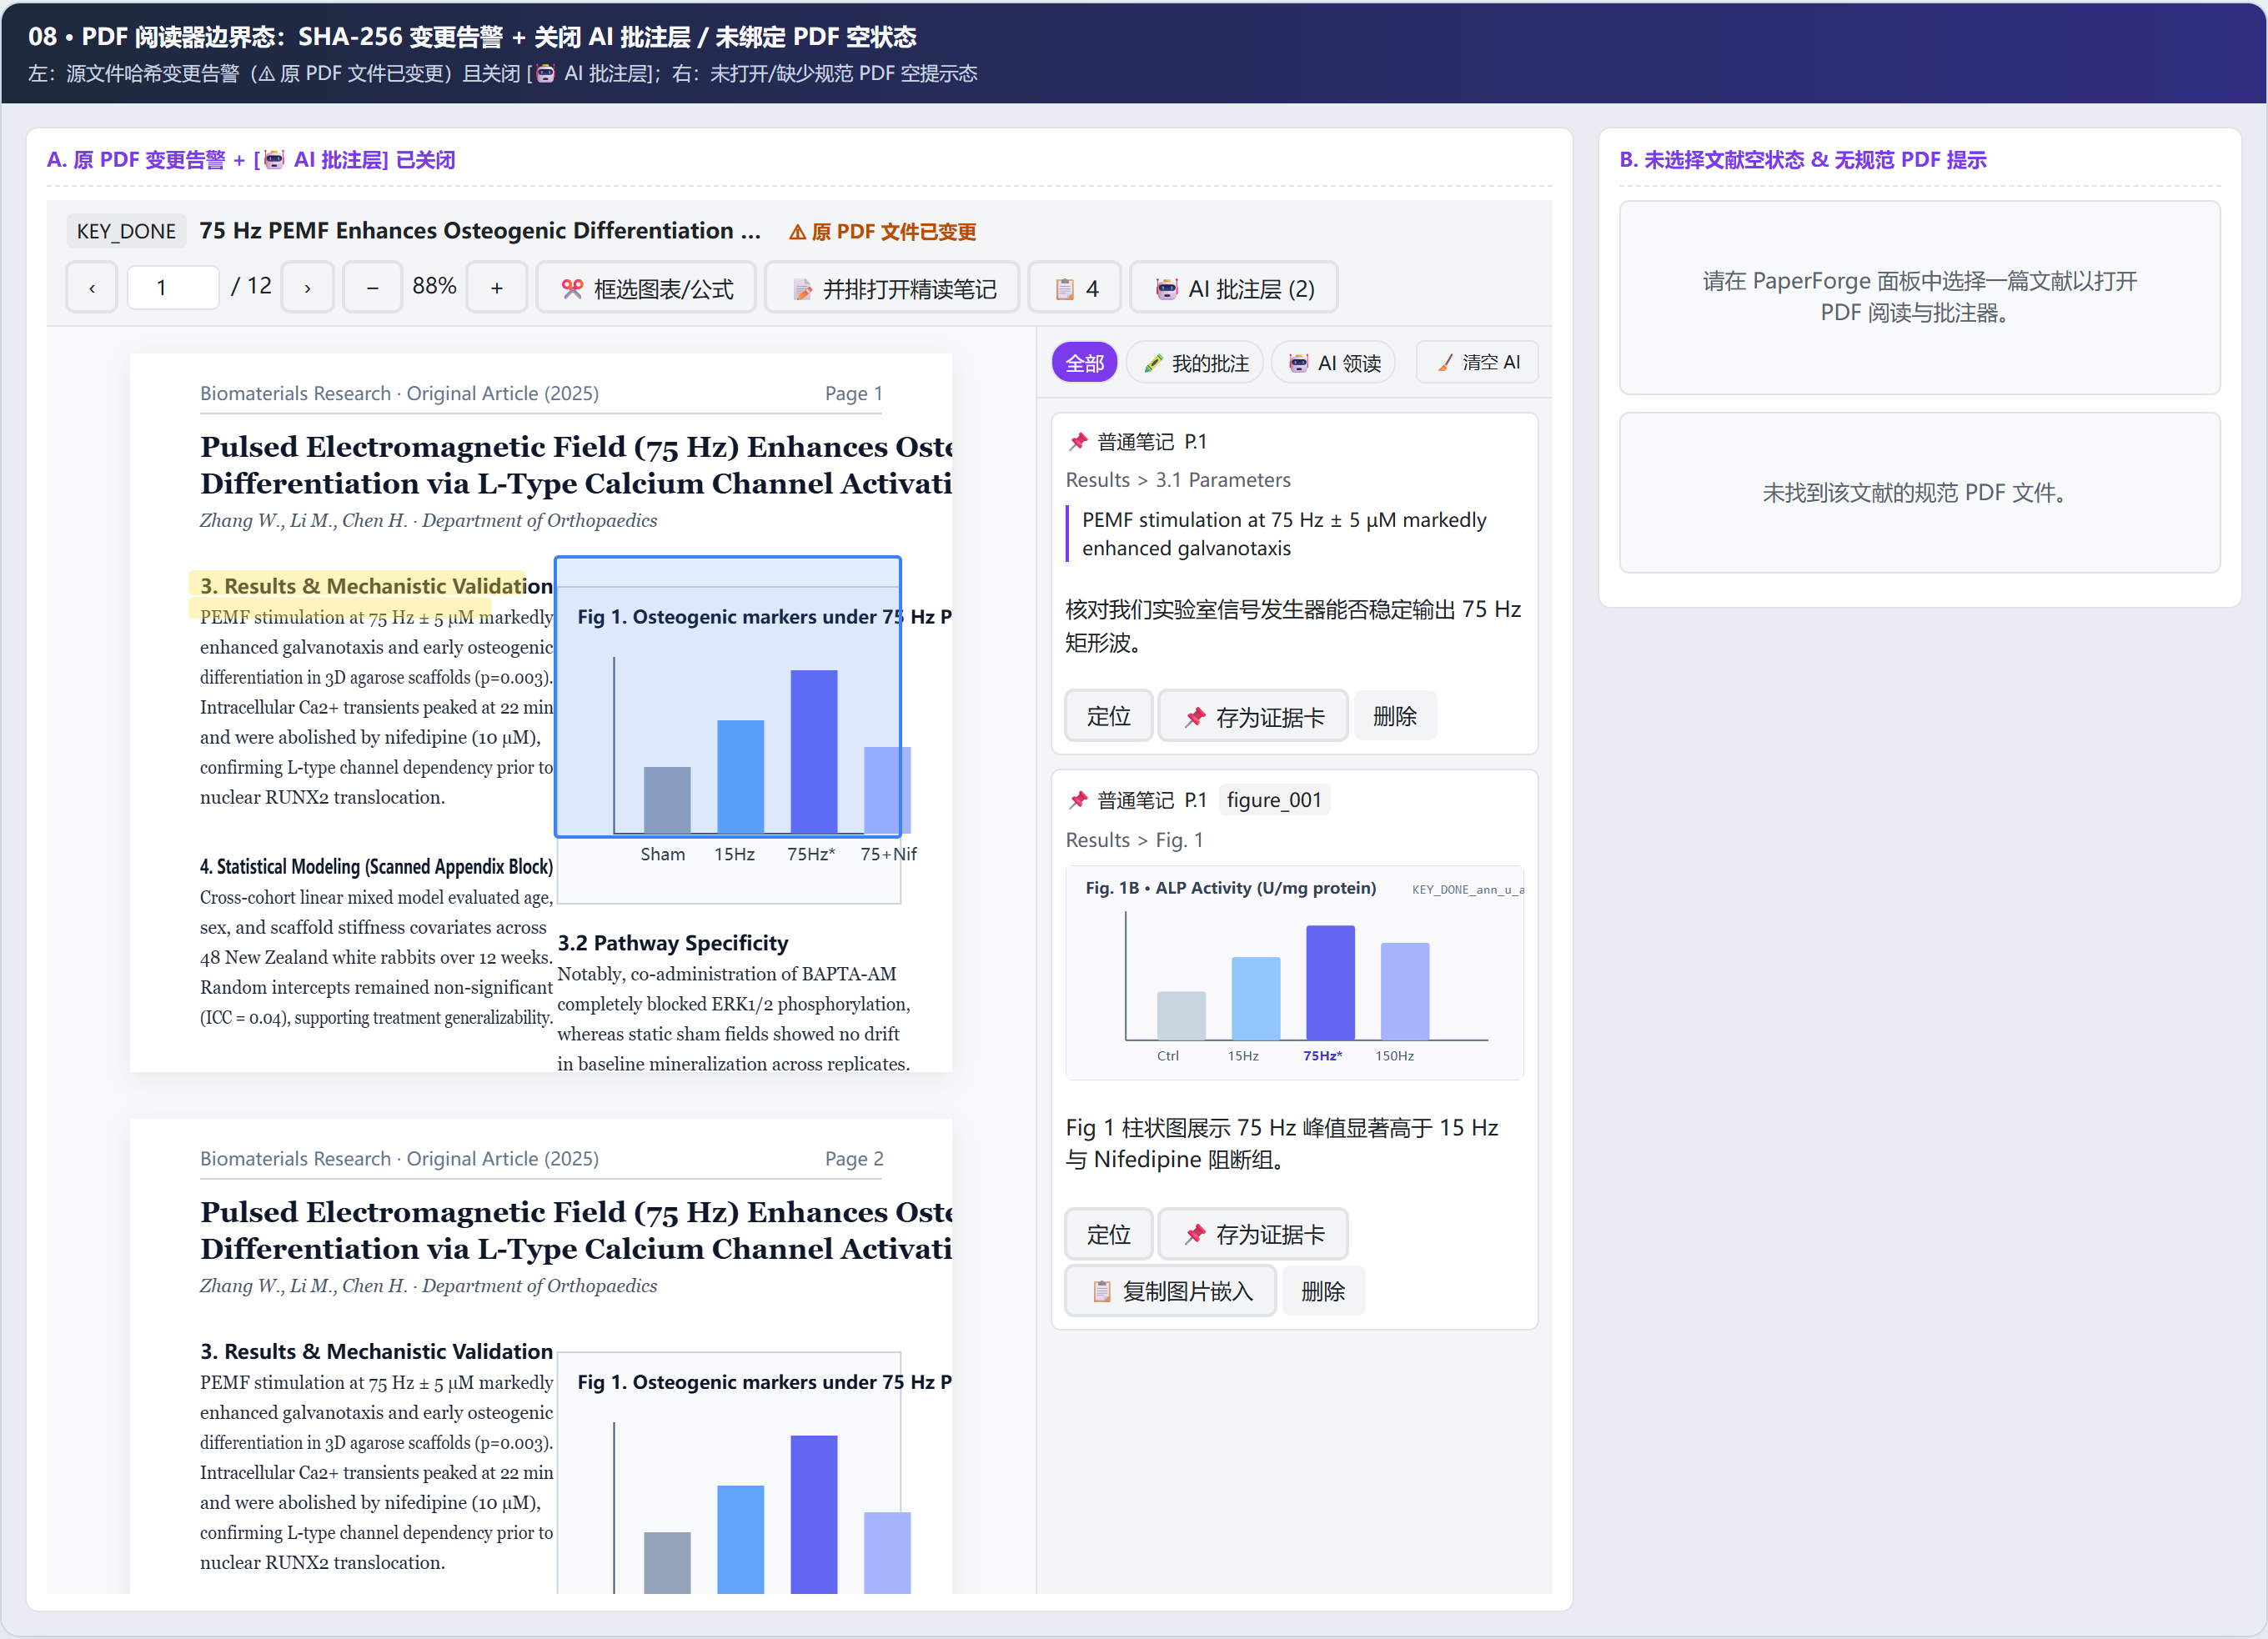 08 • PDF 阅读器边界态：SHA-256 变更告警 + 关闭 AI 批注层 / 未绑定 PDF 空状态
左：源文件哈希变更告警（⚠ 原 PDF 文件已变更）且关闭 [🤖 AI 批注层]；右：未打开/缺少规范 PDF 空提示态
A. 原 PDF 变更告警 + [🤖 AI 批注层] 已关闭
KEY_DONE 75 Hz PEMF Enhances Osteogenic Differentiation ... ⚠ 原 PDF 文件已变更
‹ 1 / 12 › − 88% + ✂ 框选图表/公式 📝 并排打开精读笔记 📋 4 🤖 AI 批注层 (2)
Biomaterials Research · Original Article (2025) Page 1
Pulsed Electromagnetic Field (75 Hz) Enhances Oste
Differentiation via L-Type Calcium Channel Activati
Zhang W., Li M., Chen H. · Department of Orthopaedics
3. Results & Mechanistic Validation
PEMF stimulation at 75 Hz ± 5 μM markedly
enhanced galvanotaxis and early osteogenic
differentiation in 3D agarose scaffolds (p=0.003).
Intracellular Ca2+ transients peaked at 22 min
and were abolished by nifedipine (10 μM),
confirming L-type channel dependency prior to
nuclear RUNX2 translocation.
4. Statistical Modeling (Scanned Appendix Block)
Cross-cohort linear mixed model evaluated age,
sex, and scaffold stiffness covariates across
48 New Zealand white rabbits over 12 weeks.
Random intercepts remained non-significant
(ICC = 0.04), supporting treatment generalizability.
Fig 1. Osteogenic markers under 75 Hz P
Sham 15Hz 75Hz* 75+Nif
3.2 Pathway Specificity
Notably, co-administration of BAPTA-AM
completely blocked ERK1/2 phosphorylation,
whereas static sham fields showed no drift
in baseline mineralization across replicates.
Biomaterials Research · Original Article (2025) Page 2
Pulsed Electromagnetic Field (75 Hz) Enhances Oste
Differentiation via L-Type Calcium Channel Activati
Zhang W., Li M., Chen H. · Department of Orthopaedics
3. Results & Mechanistic Validation
PEMF stimulation at 75 Hz ± 5 μM markedly
enhanced galvanotaxis and early osteogenic
differentiation in 3D agarose scaffolds (p=0.003).
Intracellular Ca2+ transients peaked at 22 min
and were abolished by nifedipine (10 μM),
confirming L-type channel dependency prior to
nuclear RUNX2 translocation.
Fig 1. Osteogenic markers under 75 Hz P
全部 🖍 我的批注 🤖 AI 领读 🧹 清空 AI
📌 普通笔记 P.1
Results > 3.1 Parameters
PEMF stimulation at 75 Hz ± 5 μM markedly
enhanced galvanotaxis
核对我们实验室信号发生器能否稳定输出 75 Hz
矩形波。
定位 📌 存为证据卡 删除
📌 普通笔记 P.1 figure_001
Results > Fig. 1
Fig. 1B • ALP Activity (U/mg protein) KEY_DONE_ann_u_a
Ctrl 15Hz 75Hz* 150Hz
Fig 1 柱状图展示 75 Hz 峰值显著高于 15 Hz
与 Nifedipine 阻断组。
定位 📌 存为证据卡
📋 复制图片嵌入 删除
B. 未选择文献空状态 & 无规范 PDF 提示
请在 PaperForge 面板中选择一篇文献以打开
PDF 阅读与批注器。
未找到该文献的规范 PDF 文件。